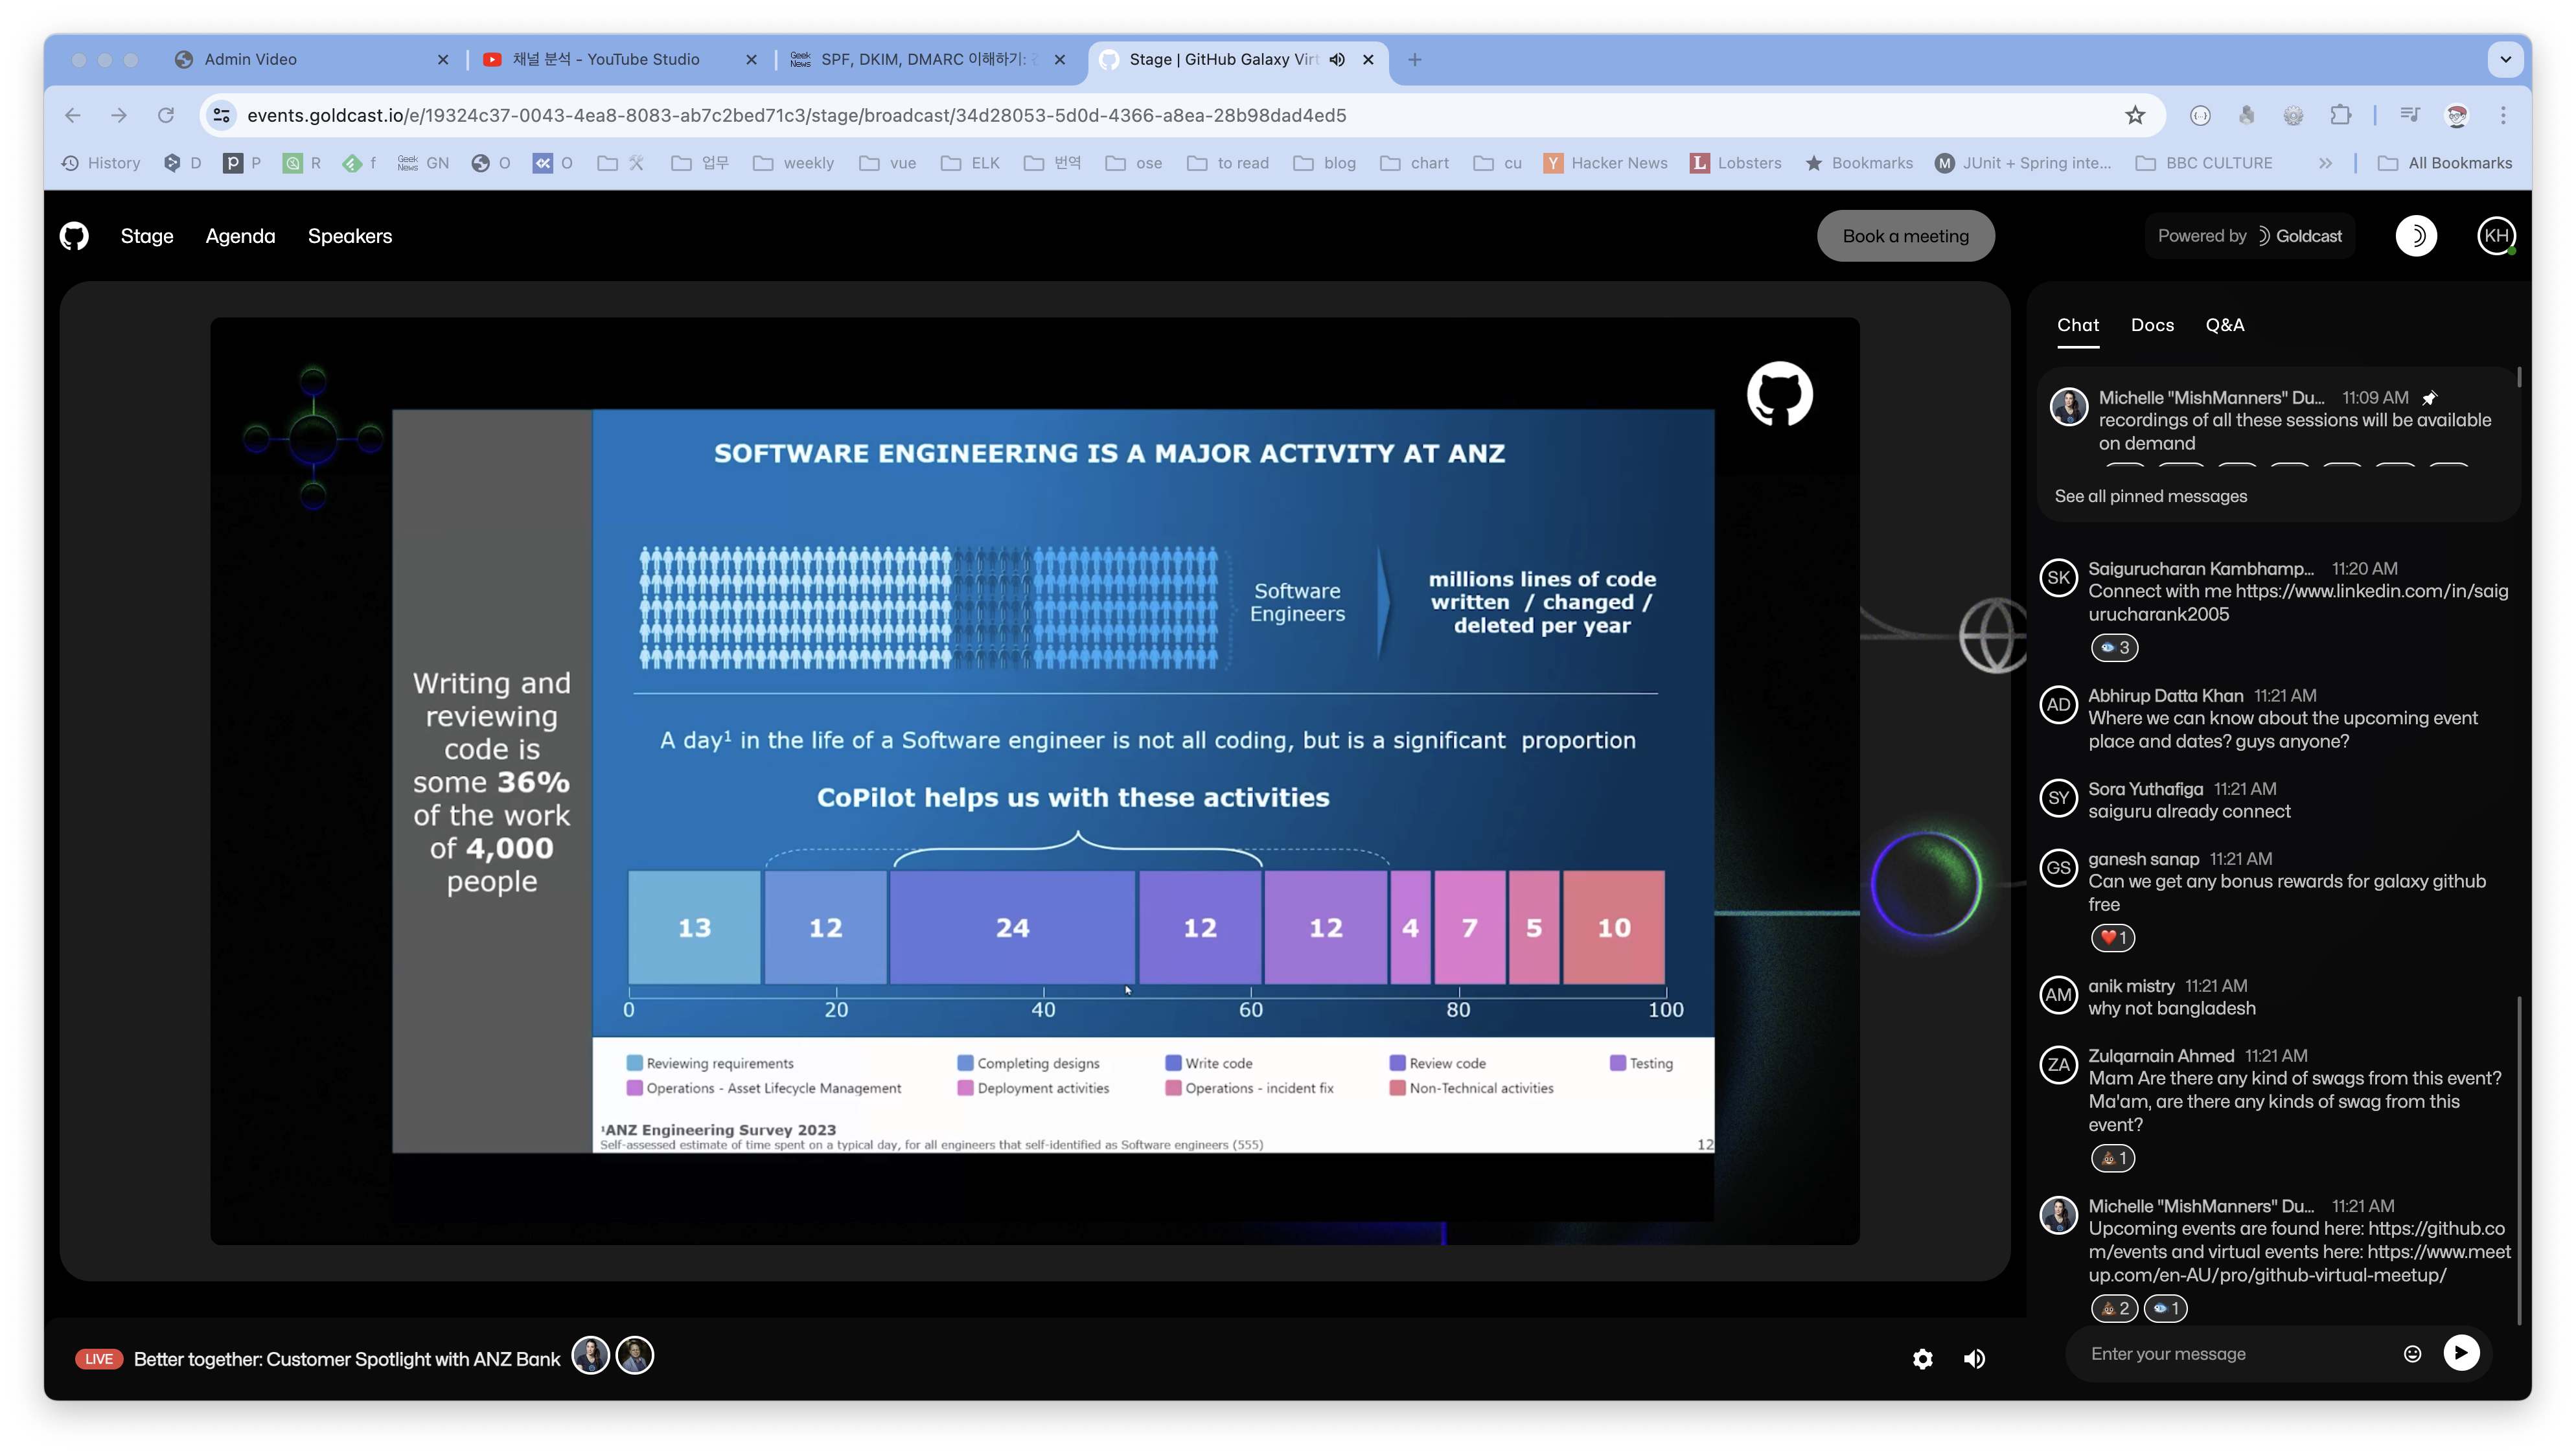 Admin Video
채널 분석 - YouTube Studio
Geek News
SPF, DKIM, DMARC 이해하기:
Stage | GitHub Galaxy Virt
events.goldcast.io/e/19324c37-0043-4ea8-8083-ab7c2bed71c3/stage/broadcast/34d28053-5d0d-4366-a8ea-28b98dad4ed5
History D P R f Geek News GN O O 업무 weekly vue ELK 번역 ose to read blog chart cu Hacker News Lobsters Bookmarks JUnit + Spring inte... BBC CULTURE All Bookmarks
Stage Agenda Speakers
Book a meeting
Powered by Goldcast
KH
SOFTWARE ENGINEERING IS A MAJOR ACTIVITY AT ANZ
Software
Engineers
millions lines of code
written / changed /
deleted per year
Writing and
reviewing
code is
some 36%
of the work
of 4,000
people
A day¹ in the life of a Software engineer is not all coding, but is a significant proportion
CoPilot helps us with these activities
13 12 24 12 12 4 7 5 10
0 20 40 60 80 100
Reviewing requirements Completing designs Write code Review code Testing
Operations - Asset Lifecycle Management Deployment activities Operations - incident fix Non-Technical activities
¹ANZ Engineering Survey 2023
Self-assessed estimate of time spent on a typical day, for all engineers that self-identified as Software engineers (555)
12
LIVE Better together: Customer Spotlight with ANZ Bank
Chat Docs Q&A
Michelle "MishManners" Du... 11:09 AM
recordings of all these sessions will be available
on demand
See all pinned messages
SK
Saigurucharan Kambhamp... 11:20 AM
Connect with me https://www.linkedin.com/in/saig
urucharank2005
3
AD
Abhirup Datta Khan 11:21 AM
Where we can know about the upcoming event
place and dates? guys anyone?
SY
Sora Yuthafiga 11:21 AM
saiguru already connect
GS
ganesh sanap 11:21 AM
Can we get any bonus rewards for galaxy github
free
1
AM
anik mistry 11:21 AM
why not bangladesh
ZA
Zulqarnain Ahmed 11:21 AM
Mam Are there any kind of swags from this event?
Ma'am, are there any kinds of swag from this
event?
1
Michelle "MishManners" Du... 11:21 AM
Upcoming events are found here: https://github.co
m/events and virtual events here: https://www.meet
up.com/en-AU/pro/github-virtual-meetup/
2 1
Enter your message